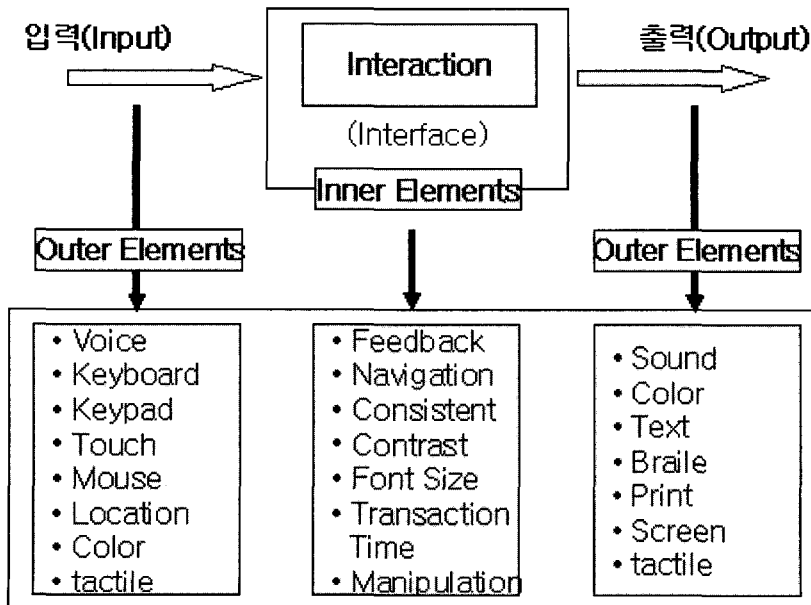 입력(Input)
출력(Output)
Interaction
(Interface)
Inner Elements
Outer Elements
Outer Elements
• Voice
• Keyboard
• Keypad
• Touch
• Mouse
• Location
• Color
• tactile
• Feedback
• Navigation
• Consistent
• Contrast
• Font Size
• Transaction
Time
• Manipulation
• Sound
• Color
• Text
• Braile
• Print
• Screen
• tactile